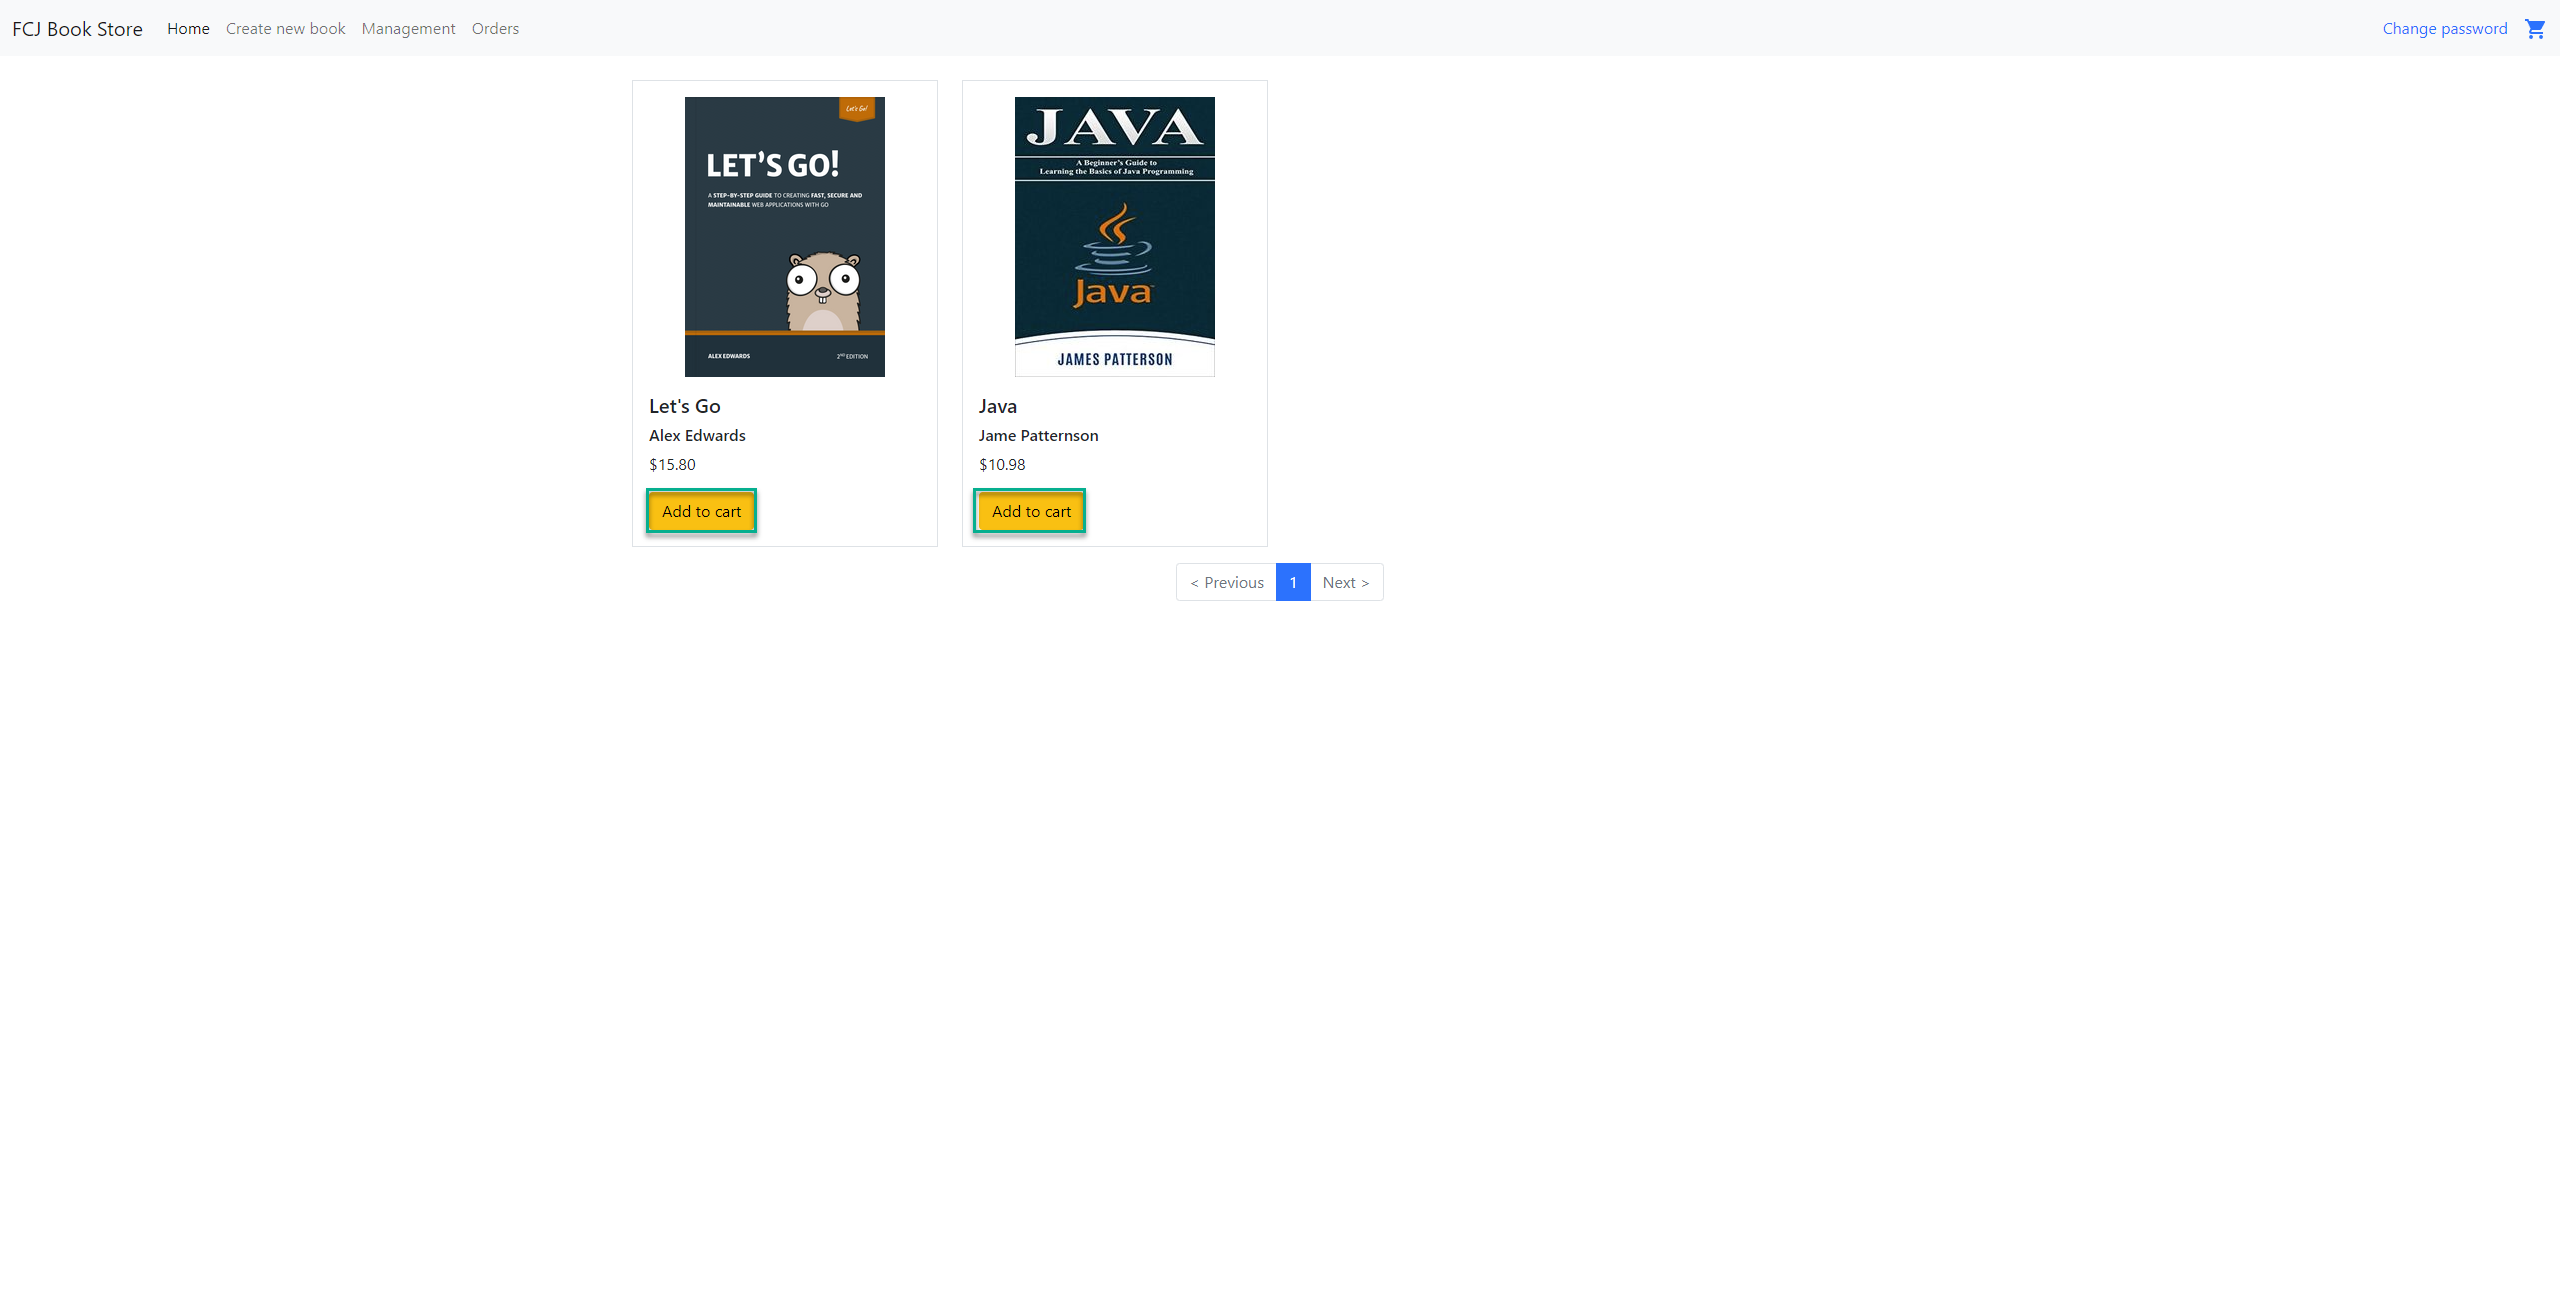 FCJ Book Store Home Create new book Management Orders Change password
Let's Go!
LET'S GO!
A STEP-BY-STEP GUIDE TO CREATING FAST, SECURE AND
MAINTAINABLE WEB APPLICATIONS WITH GO
ALEX EDWARDS 2ND EDITION
Let's Go
Alex Edwards
$15.80
Add to cart
JAVA
A Beginner's Guide to
Learning the Basics of Java Programming
Java
JAMES PATTERSON
Java
Jame Patternson
$10.98
Add to cart
< Previous 1 Next >